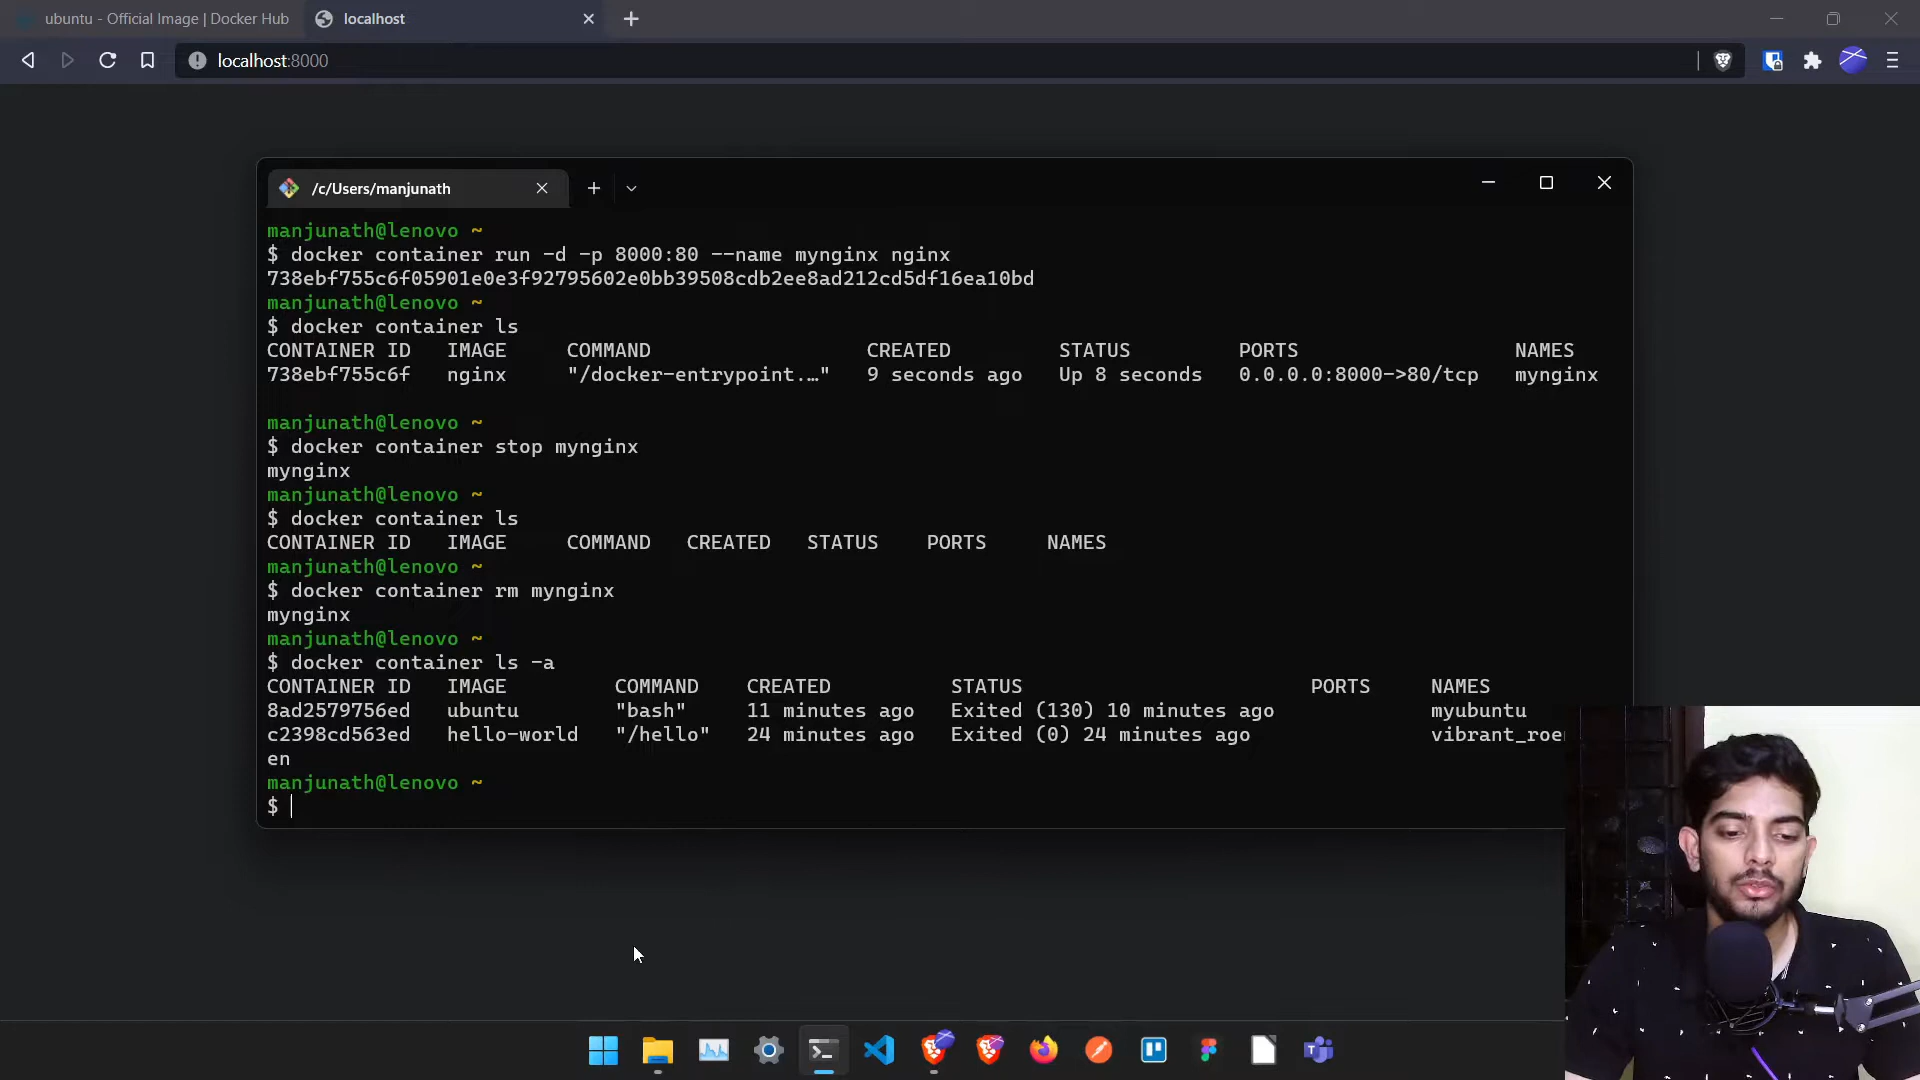 ubuntu - Official Image | Docker Hub
localhost
localhost:8000
/c/Users/manjunath
manjunath@lenovo ~
$ docker container run -d -p 8000:80 --name mynginx nginx
738ebf755c6f05901e0e3f92795602e0bb39508cdb2ee8ad212cd5df16ea10bd
manjunath@lenovo ~
$ docker container ls
CONTAINER ID IMAGE COMMAND CREATED STATUS PORTS NAMES
738ebf755c6f nginx "/docker-entrypoint.…" 9 seconds ago Up 8 seconds 0.0.0.0:8000->80/tcp mynginx
manjunath@lenovo ~
$ docker container stop mynginx
mynginx
manjunath@lenovo ~
$ docker container ls
CONTAINER ID IMAGE COMMAND CREATED STATUS PORTS NAMES
manjunath@lenovo ~
$ docker container rm mynginx
mynginx
manjunath@lenovo ~
$ docker container ls -a
CONTAINER ID IMAGE COMMAND CREATED STATUS PORTS NAMES
8ad2579756ed ubuntu "bash" 11 minutes ago Exited (130) 10 minutes ago myubuntu
c2398cd563ed hello-world "/hello" 24 minutes ago Exited (0) 24 minutes ago vibrant_roe
en
manjunath@lenovo ~
$